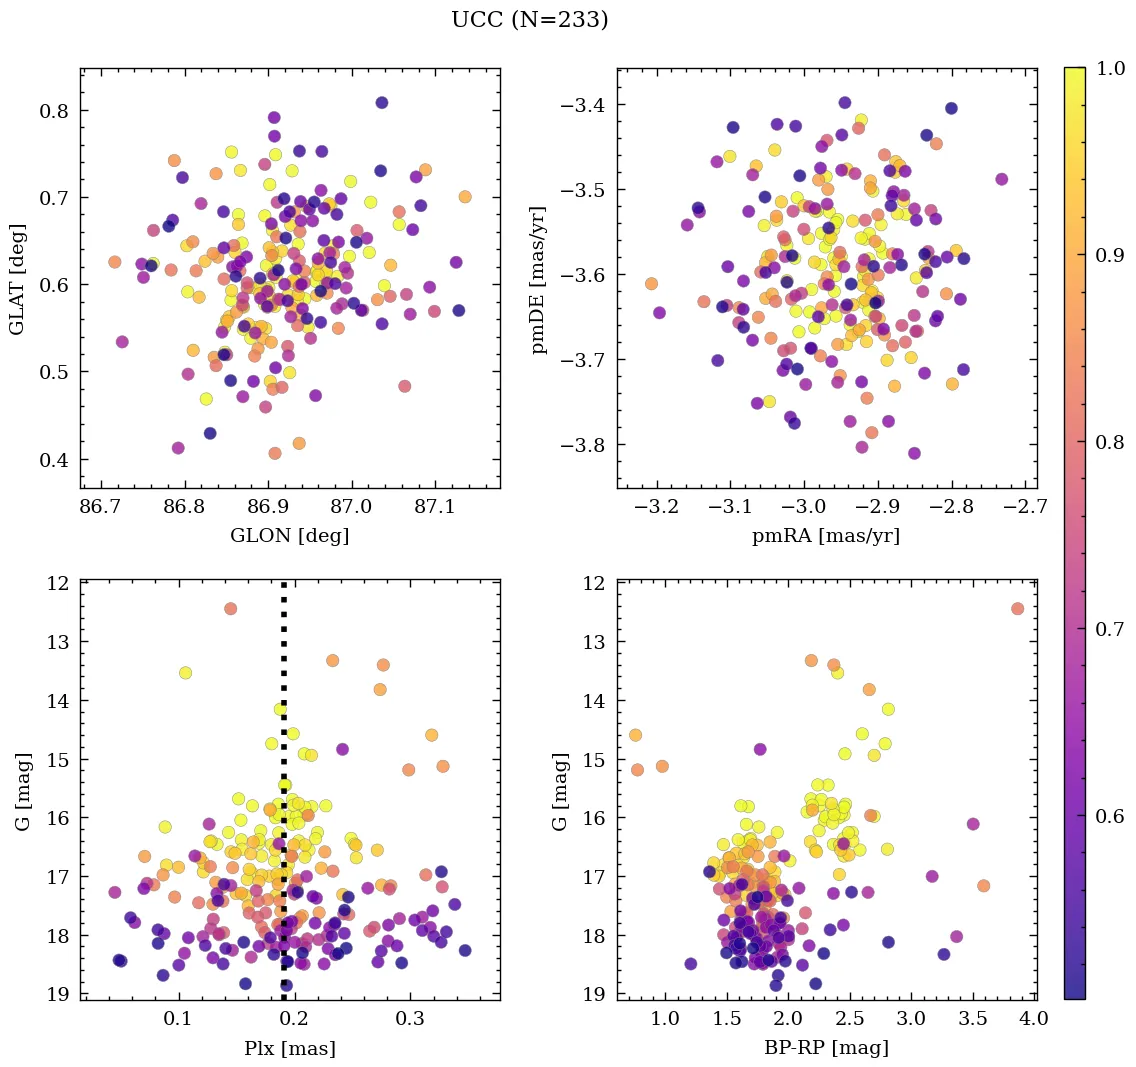 UCC (N=233)
0.8
0.7
0.6
0.5
0.4
GLAT [deg]
86.7 86.8 86.9 87.0 87.1
GLON [deg]
−3.4
−3.5
−3.6
−3.7
−3.8
pmDE [mas/yr]
−3.2 −3.1 −3.0 −2.9 −2.8 −2.7
pmRA [mas/yr]
1.0
0.9
0.8
0.7
0.6
12
13
14
15
16
17
18
19
G [mag]
0.1 0.2 0.3
Plx [mas]
12
13
14
15
16
17
18
19
G [mag]
1.0 1.5 2.0 2.5 3.0 3.5 4.0
BP-RP [mag]